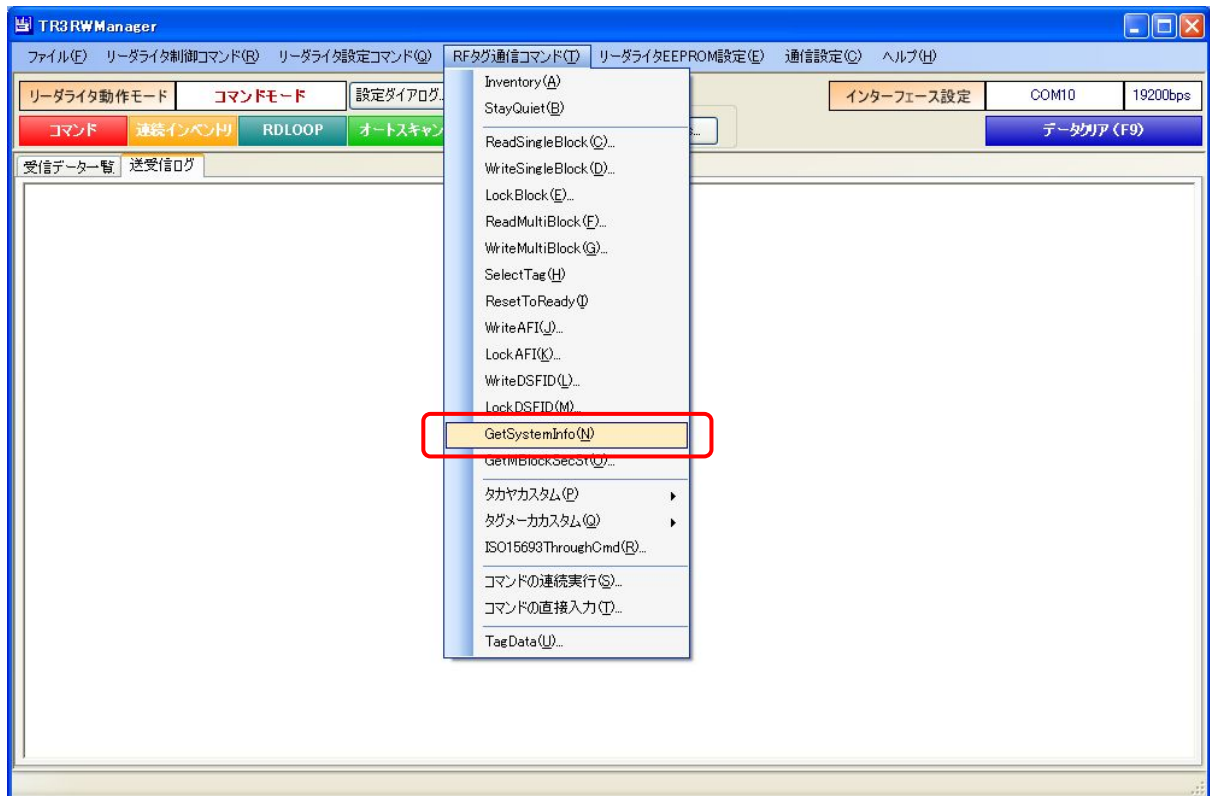 TR3RWManager
ファイル(F) リーダライタ制御コマンド(R) リーダライタ設定コマンド(Q) RFタグ通信コマンド(T) リーダライタEEPROM設定(E) 通信設定(C) ヘルプ(H)
リーダライタ動作モード コマンドモード 設定ダイアログ.. インターフェース設定 COM10 19200bps
コマンド 連続インベントリ RDLOOP オートスキャン データクリア(F9)
受信データ一覧 送受信ログ
Inventory(A)
StayQuiet(B)
ReadSingleBlock(C)...
WriteSingleBlock(D)...
LockBlock(E)...
ReadMultiBlock(F)...
WriteMultiBlock(G)...
SelectTag(H)
ResetToReady(I)
WriteAFI(J)...
LockAFI(K)...
WriteDSFID(L)...
LockDSFID(M)...
GetSystemInfo(N)
GetMBlockSecSt(O)...
タカヤカスタム(P)
タグメーカカスタム(Q)
ISO15693ThroughCmd(R)...
コマンドの連続実行(S)...
コマンドの直接入力(T)...
TagData(U)...